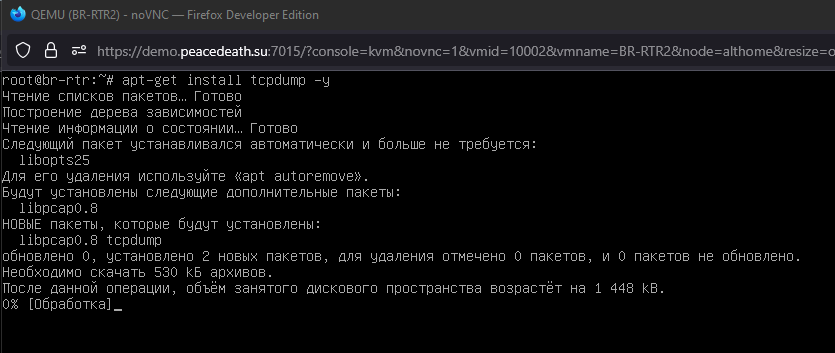 QEMU (BR-RTR2) - noVNC — Firefox Developer Edition
https://demo.peacedeath.su:7015/?console=kvm&novnc=1&vmid=10002&vmname=BR-RTR2&node=althome&resize=o
root@br-rtr:~# apt-get install tcpdump -y
Чтение списков пакетов… Готово
Построение дерева зависимостей
Чтение информации о состоянии… Готово
Следующий пакет устанавливался автоматически и больше не требуется:
libopts25
Для его удаления используйте «apt autoremove».
Будут установлены следующие дополнительные пакеты:
libpcap0.8
НОВЫЕ пакеты, которые будут установлены:
libpcap0.8 tcpdump
обновлено 0, установлено 2 новых пакетов, для удаления отмечено 0 пакетов, и 0 пакетов не обновлено.
Необходимо скачать 530 kБ архивов.
После данной операции, объём занятого дискового пространства возрастёт на 1 448 kB.
0% [Обработка]_